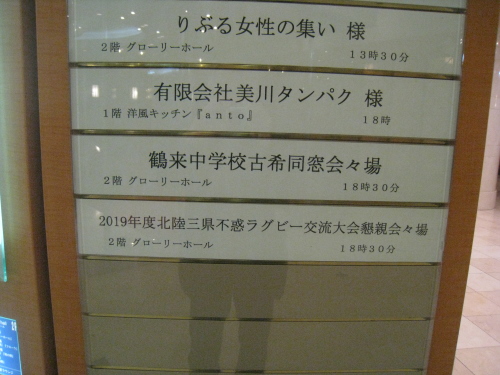 りぶる女性の集い 様
２階 グローリーホール　１３時３０分
有限会社美川タンパク 様
１階 洋風キッチン『ａｎｔｏ』　１８時
鶴来中学校古希同窓会々場
２階 グローリーホール　１８時３０分
2019年度北陸三県不惑ラグビー交流大会懇親会々場
２階 グローリーホール　１８時３０分